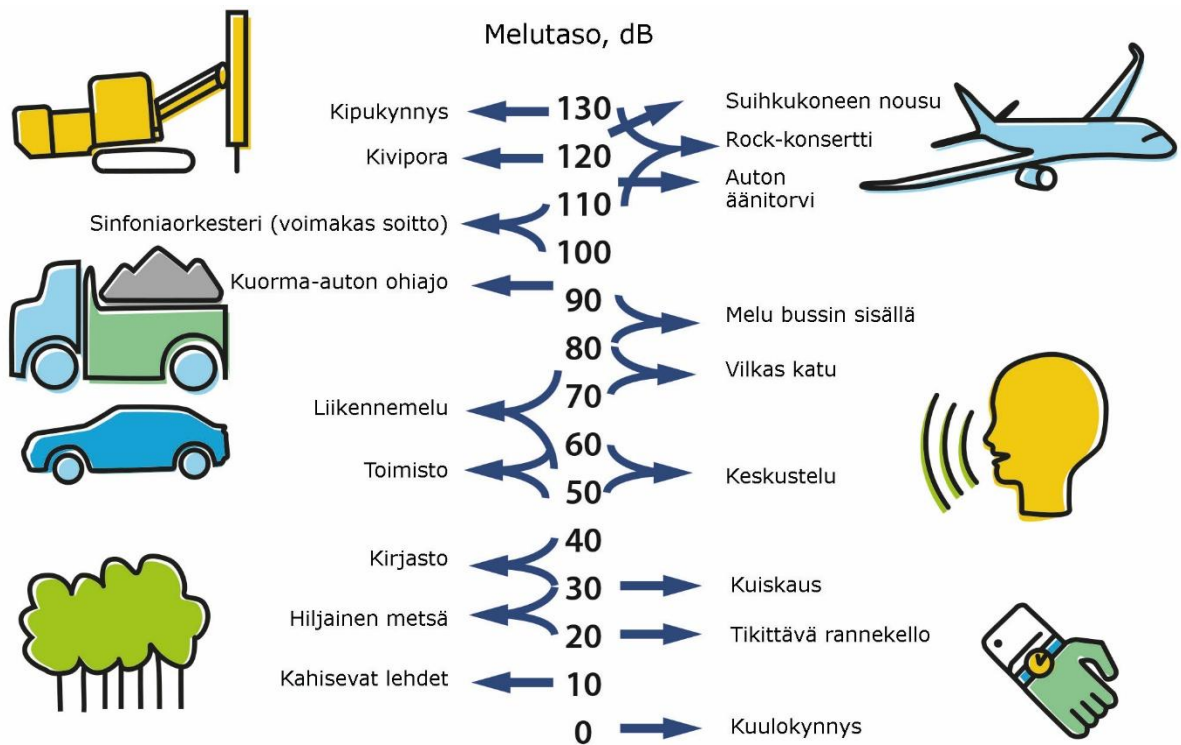 Melutaso, dB
Kipukynnys
130
Suihkukoneen nousu
Rock-konsertti
Kivipora
120
Auton
äänitorvi
110
Sinfoniaorkesteri (voimakas soitto)
100
Kuorma-auton ohiajo
90
Melu bussin sisällä
80
Vilkas katu
70
Liikennemelu
60
Toimisto
Keskustelu
50
40
Kirjasto
30
Kuiskaus
Hiljainen metsä
20
Tikittävä rannekello
Kahisevat lehdet
10
0
Kuulokynnys